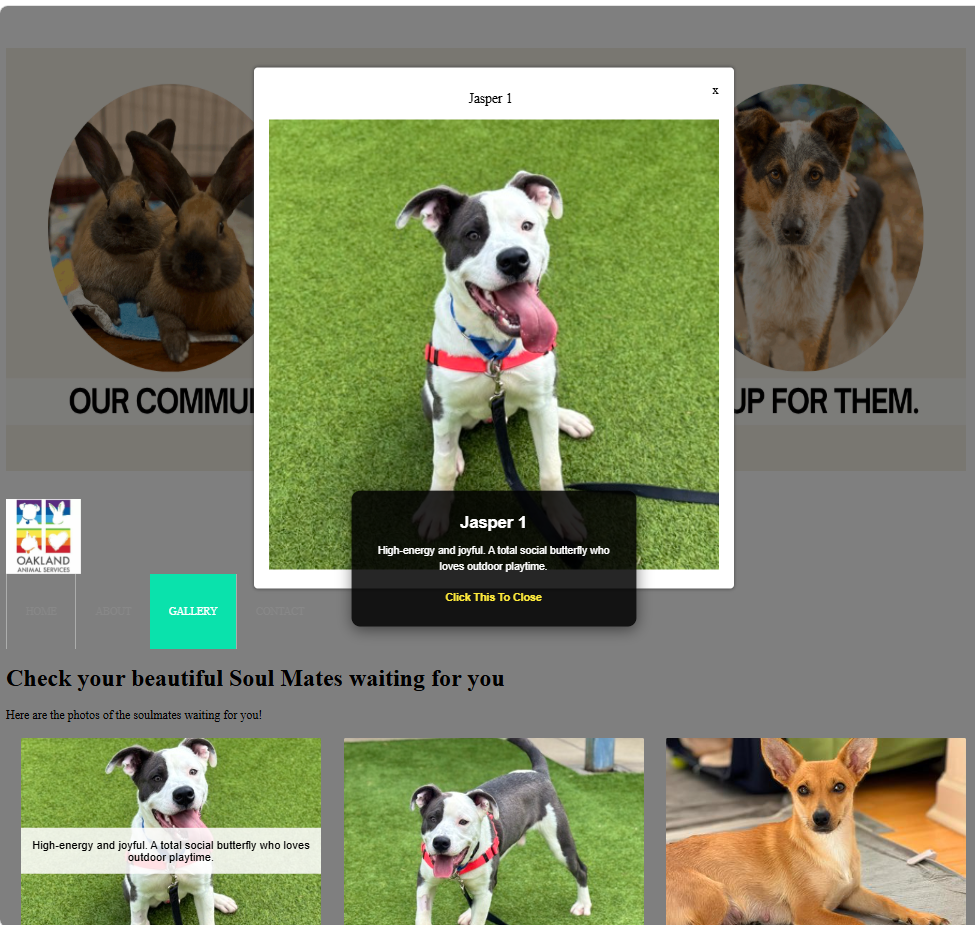 Jasper 1
x
OUR COMMU
UP FOR THEM.
Jasper 1
High-energy and joyful. A total social butterfly who
loves outdoor playtime.
Click This To Close
OAKLAND
ANIMAL SERVICES
HOME
ABOUT
GALLERY
CONTACT
Check your beautiful Soul Mates waiting for you
Here are the photos of the soulmates waiting for you!
High-energy and joyful. A total social butterfly who loves
outdoor playtime.